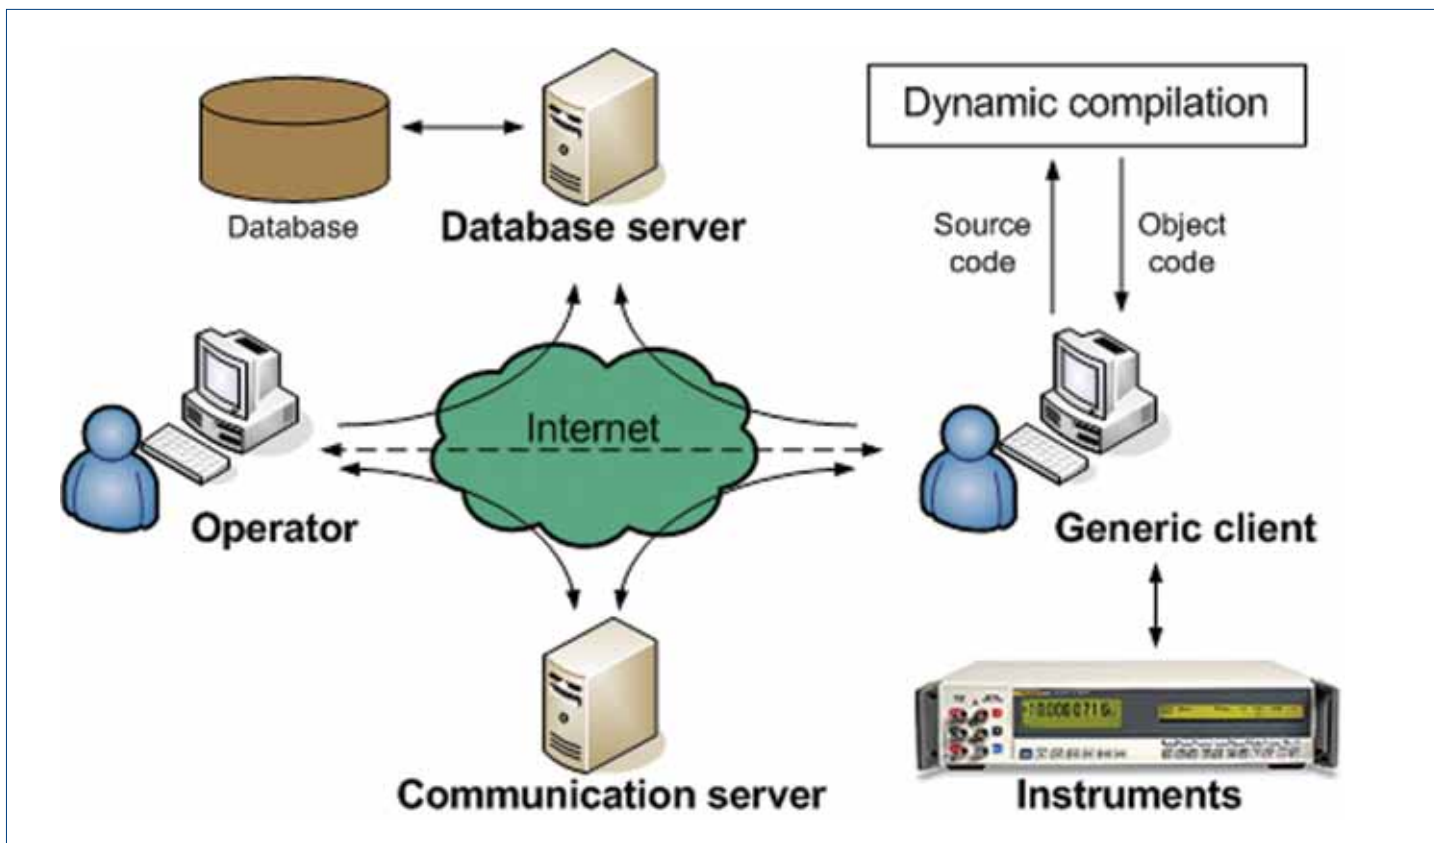 Dynamic compilation
Database
Database server
Source
code
Object
code
Internet
Operator
Generic client
Communication server
Instruments